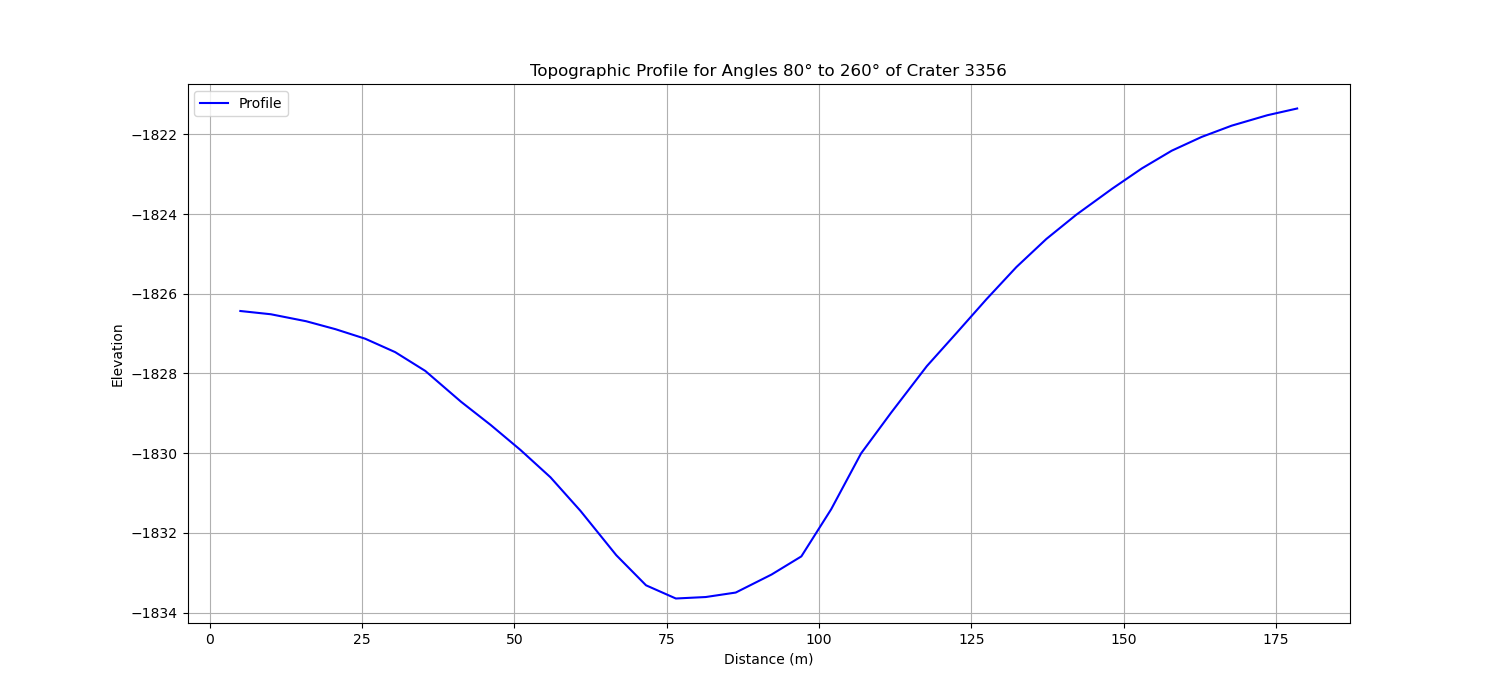 Topographic Profile for Angles 80° to 260° of Crater 3356
Profile
−1822
−1824
−1826
−1828
−1830
−1832
−1834
Elevation
0 25 50 75 100 125 150 175
Distance (m)